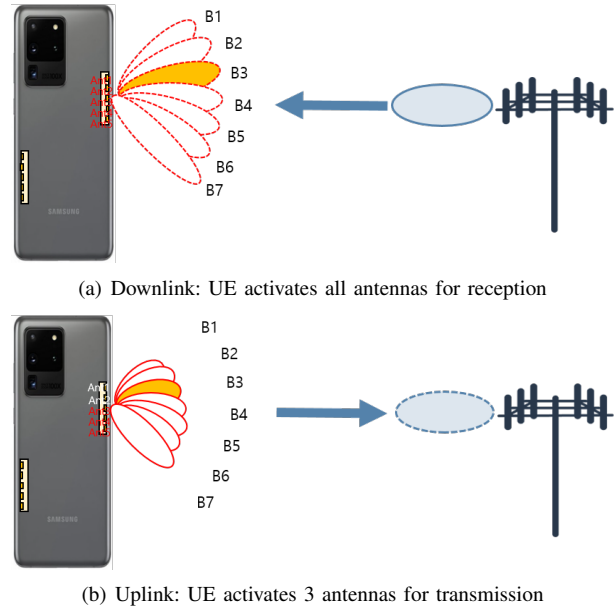 B1
B2
B3
B4
B5
B6
B7
SAMSUNG
(a) Downlink: UE activates all antennas for reception
B1
B2
B3
B4
B5
B6
B7
SAMSUNG
(b) Uplink: UE activates 3 antennas for transmission